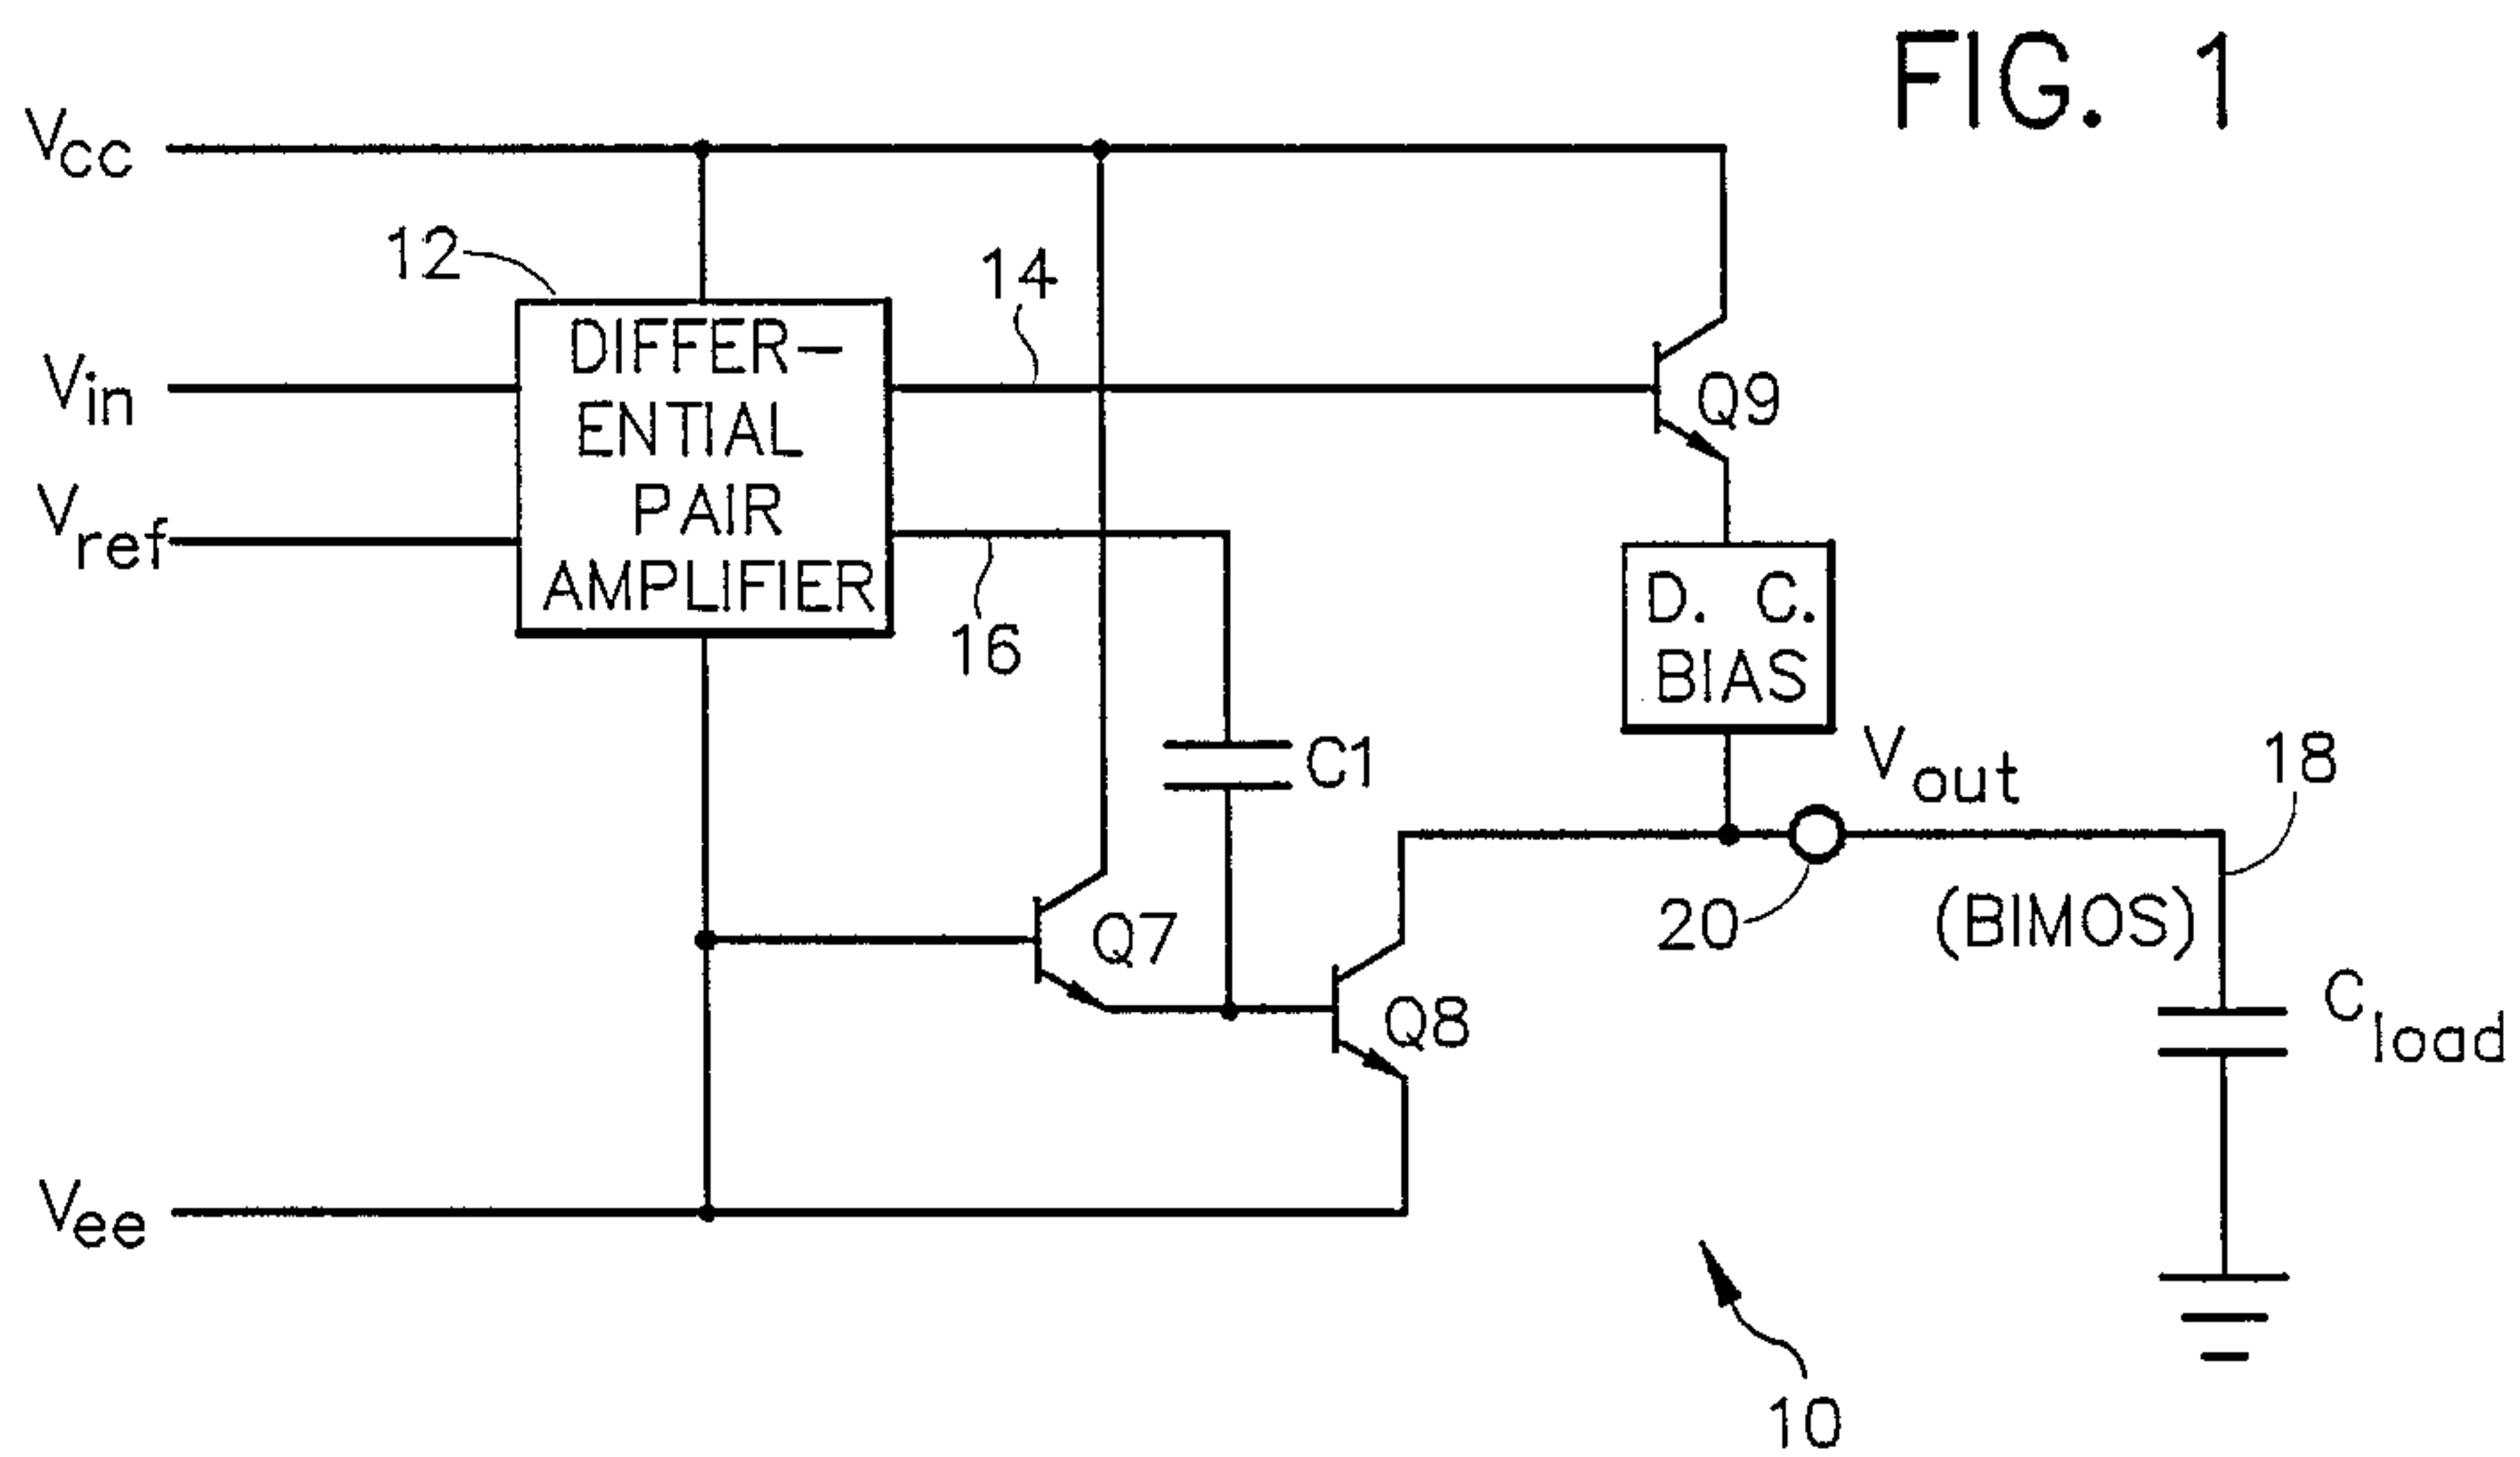 FIG. 1
Vcc
12
14
DIFFER-
ENTIAL
PAIR
AMPLIFIER
Vin
Q9
Vref
16
D. C.
BIAS
C1
Vout
18
20
(BIMOS)
Q7
Q8
Cload
Vee
10